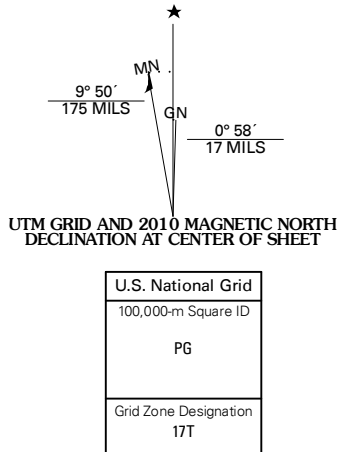 MN
9° 50´
175 MILS
GN
0° 58´
17 MILS
UTM GRID AND 2010 MAGNETIC NORTH
DECLINATION AT CENTER OF SHEET
U.S. National Grid
100,000-m Square ID
PG
Grid Zone Designation
17T